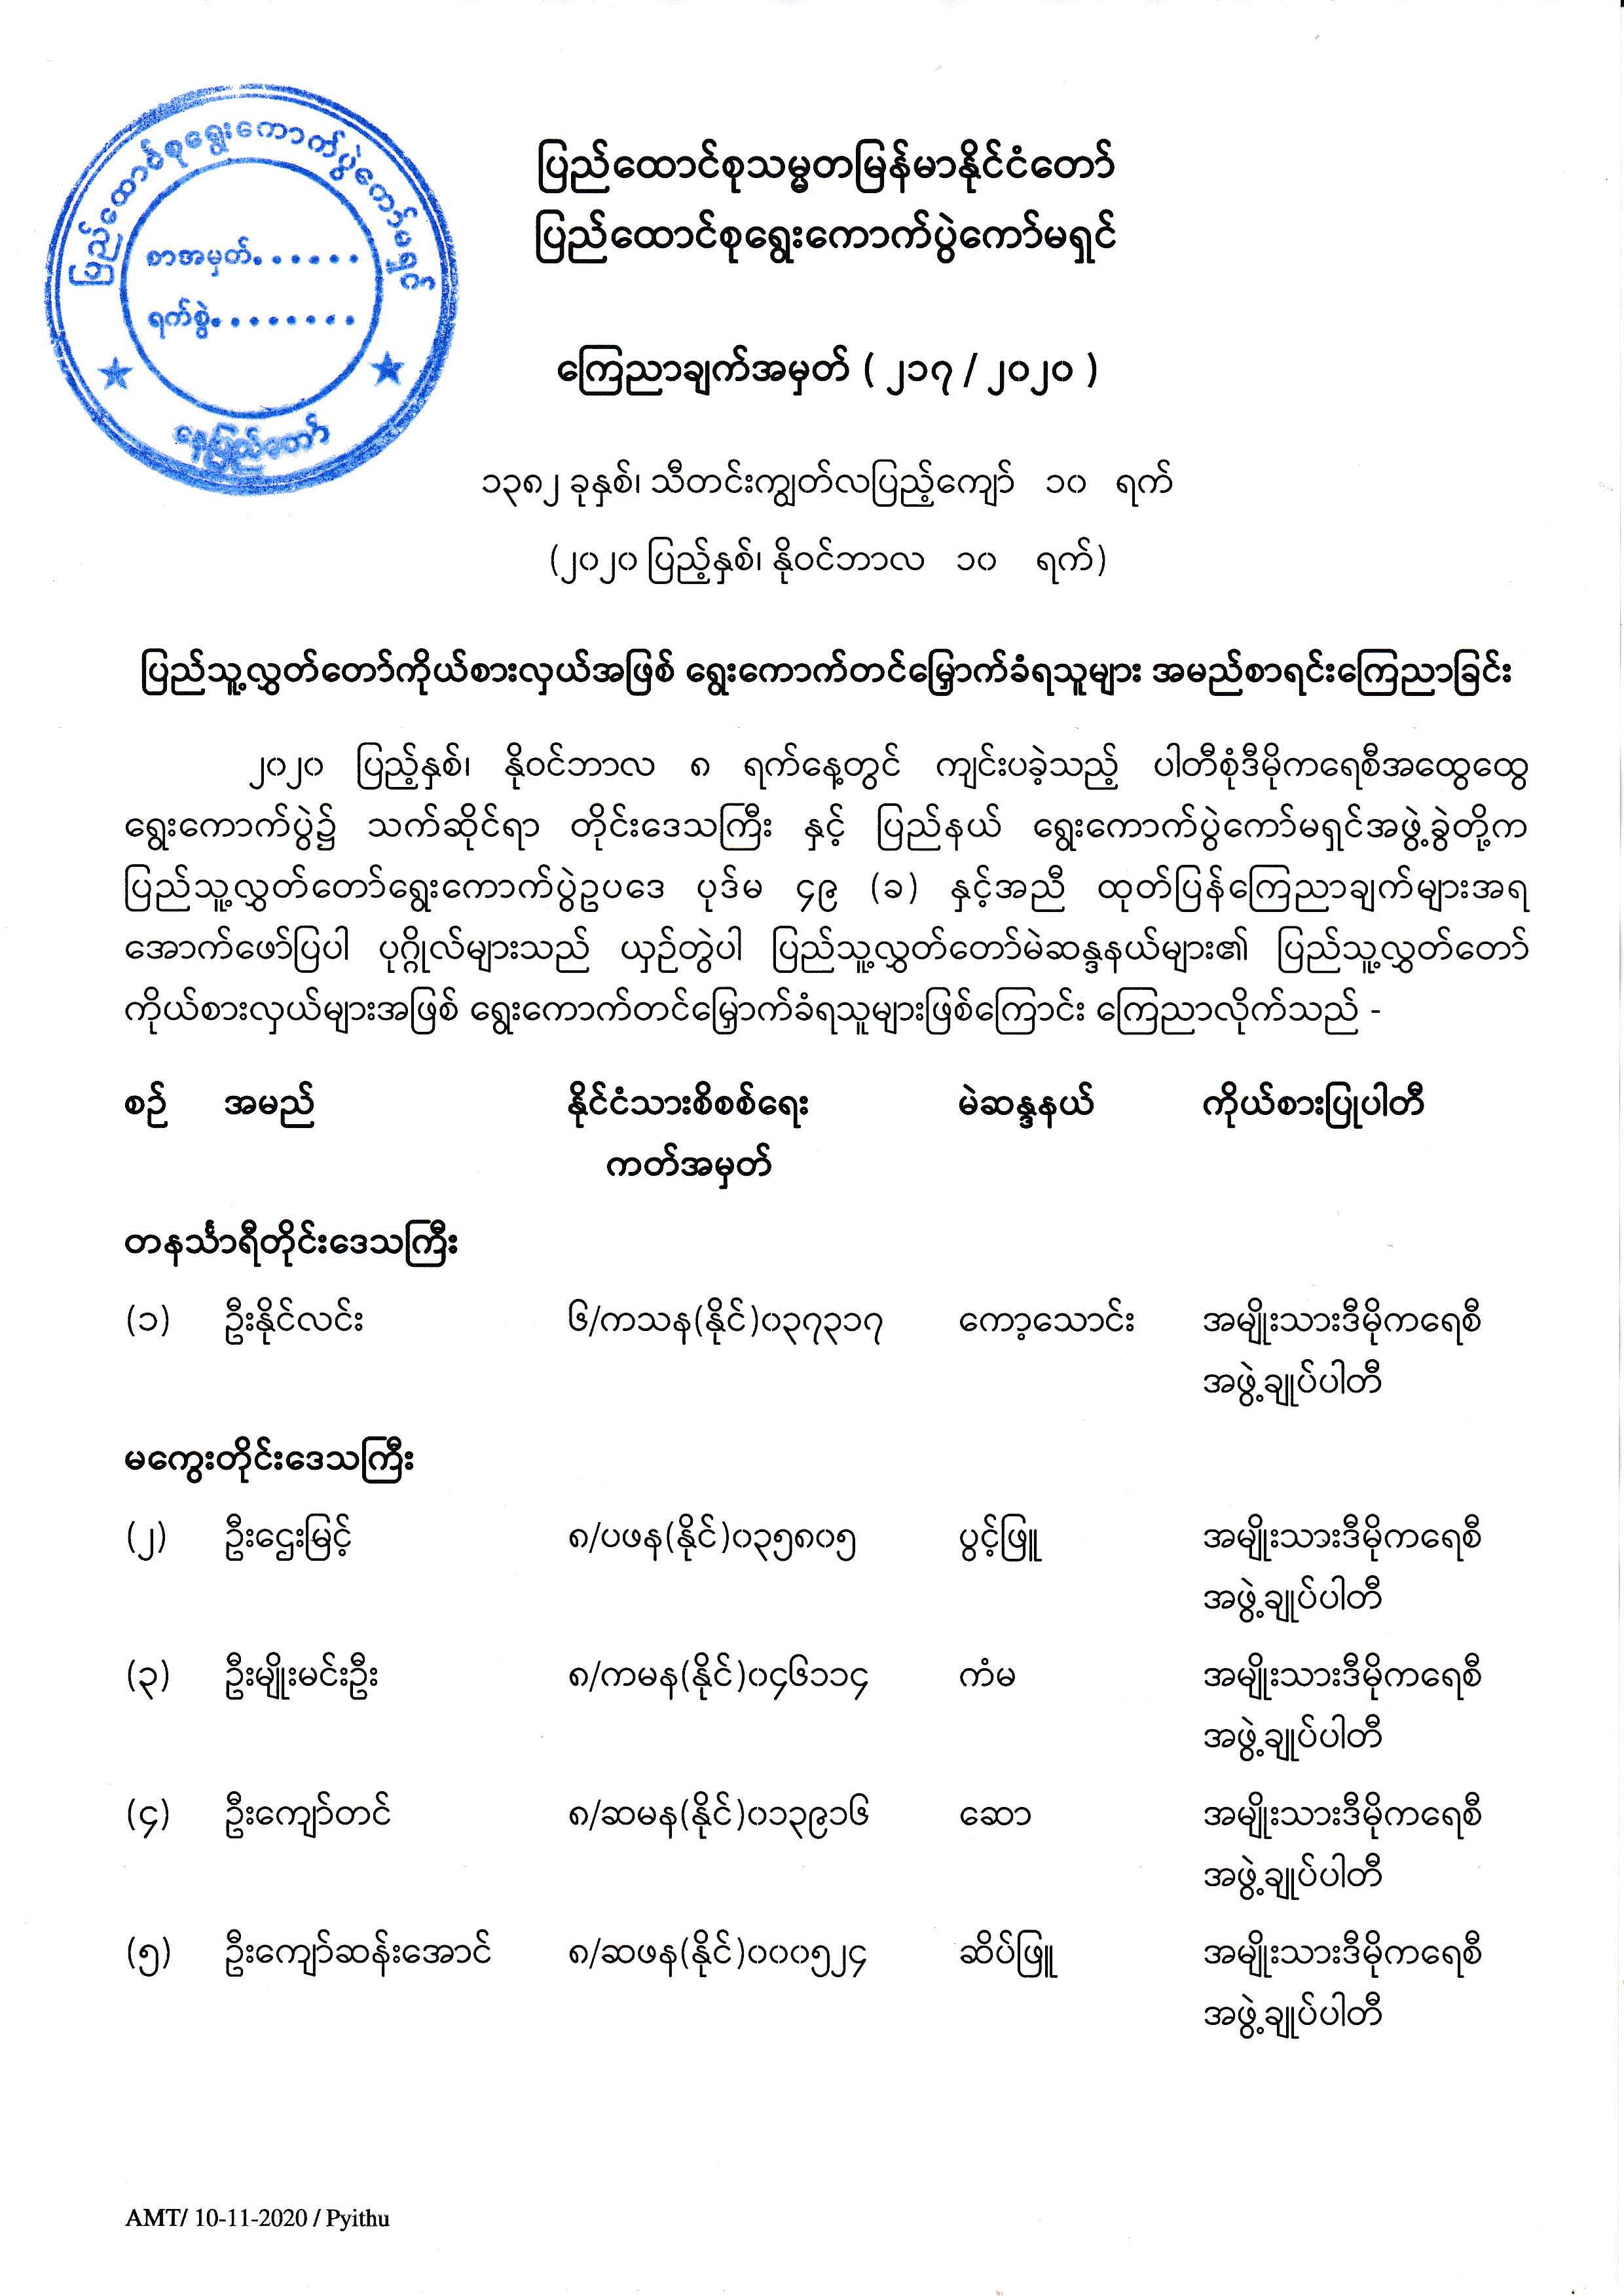 ပြည်ထောင်စုရွေးကောက်ပွဲကော်မရှင်
စာအမှတ်......
ရက်စွဲ........
နေပြည်တော်
ပြည်ထောင်စုသမ္မတမြန်မာနိုင်ငံတော်
ပြည်ထောင်စုရွေးကောက်ပွဲကော်မရှင်
ကြေညာချက်အမှတ် ( ၂၁၇ / ၂၀၂၀ )
၁၃၈၂ ခုနှစ်၊ သီတင်းကျွတ်လပြည့်ကျော် ၁၀ ရက်
(၂၀၂၀ ပြည့်နှစ်၊ နိုဝင်ဘာလ ၁၀ ရက်)
ပြည်သူ့လွှတ်တော်ကိုယ်စားလှယ်အဖြစ် ရွေးကောက်တင်မြှောက်ခံရသူများ အမည်စာရင်းကြေညာခြင်း
၂၀၂၀ ပြည့်နှစ်၊ နိုဝင်ဘာလ ၈ ရက်နေ့တွင် ကျင်းပခဲ့သည့် ပါတီစုံဒီမိုကရေစီအထွေထွေ
ရွေးကောက်ပွဲ၌ သက်ဆိုင်ရာ တိုင်းဒေသကြီး နှင့် ပြည်နယ် ရွေးကောက်ပွဲကော်မရှင်အဖွဲ့ခွဲတို့က
ပြည်သူ့လွှတ်တော်ရွေးကောက်ပွဲဥပဒေ ပုဒ်မ ၄၉ (ခ) နှင့်အညီ ထုတ်ပြန်ကြေညာချက်များအရ
အောက်ဖော်ပြပါ ပုဂ္ဂိုလ်များသည် ယှဉ်တွဲပါ ပြည်သူ့လွှတ်တော်မဲဆန္ဒနယ်များ၏ ပြည်သူ့လွှတ်တော်
ကိုယ်စားလှယ်များအဖြစ် ရွေးကောက်တင်မြှောက်ခံရသူများဖြစ်ကြောင်း ကြေညာလိုက်သည် -
စဉ် အမည် နိုင်ငံသားစိစစ်ရေး မဲဆန္ဒနယ် ကိုယ်စားပြုပါတီ
ကတ်အမှတ်
တနင်္သာရီတိုင်းဒေသကြီး
(၁) ဦးနိုင်လင်း ၆/ကသန(နိုင်)၀၃၇၃၁၇ ကော့သောင်း အမျိုးသားဒီမိုကရေစီ
အဖွဲ့ချုပ်ပါတီ
မကွေးတိုင်းဒေသကြီး
(၂) ဦးဌေးမြင့် ၈/ပဖန(နိုင်)၀၃၅၈၀၅ ပွင့်ဖြူ အမျိုးသားဒီမိုကရေစီ
အဖွဲ့ချုပ်ပါတီ
(၃) ဦးမျိုးမင်းဦး ၈/ကမန(နိုင်)၀၄၆၁၁၄ ကံမ အမျိုးသားဒီမိုကရေစီ
အဖွဲ့ချုပ်ပါတီ
(၄) ဦးကျော်တင် ၈/ဆမန(နိုင်)၀၁၃၉၁၆ ဆော အမျိုးသားဒီမိုကရေစီ
အဖွဲ့ချုပ်ပါတီ
(၅) ဦးကျော်ဆန်းအောင် ၈/ဆဖန(နိုင်)၀၀၀၅၂၄ ဆိပ်ဖြူ အမျိုးသားဒီမိုကရေစီ
အဖွဲ့ချုပ်ပါတီ
AMT/ 10-11-2020 / Pyithu